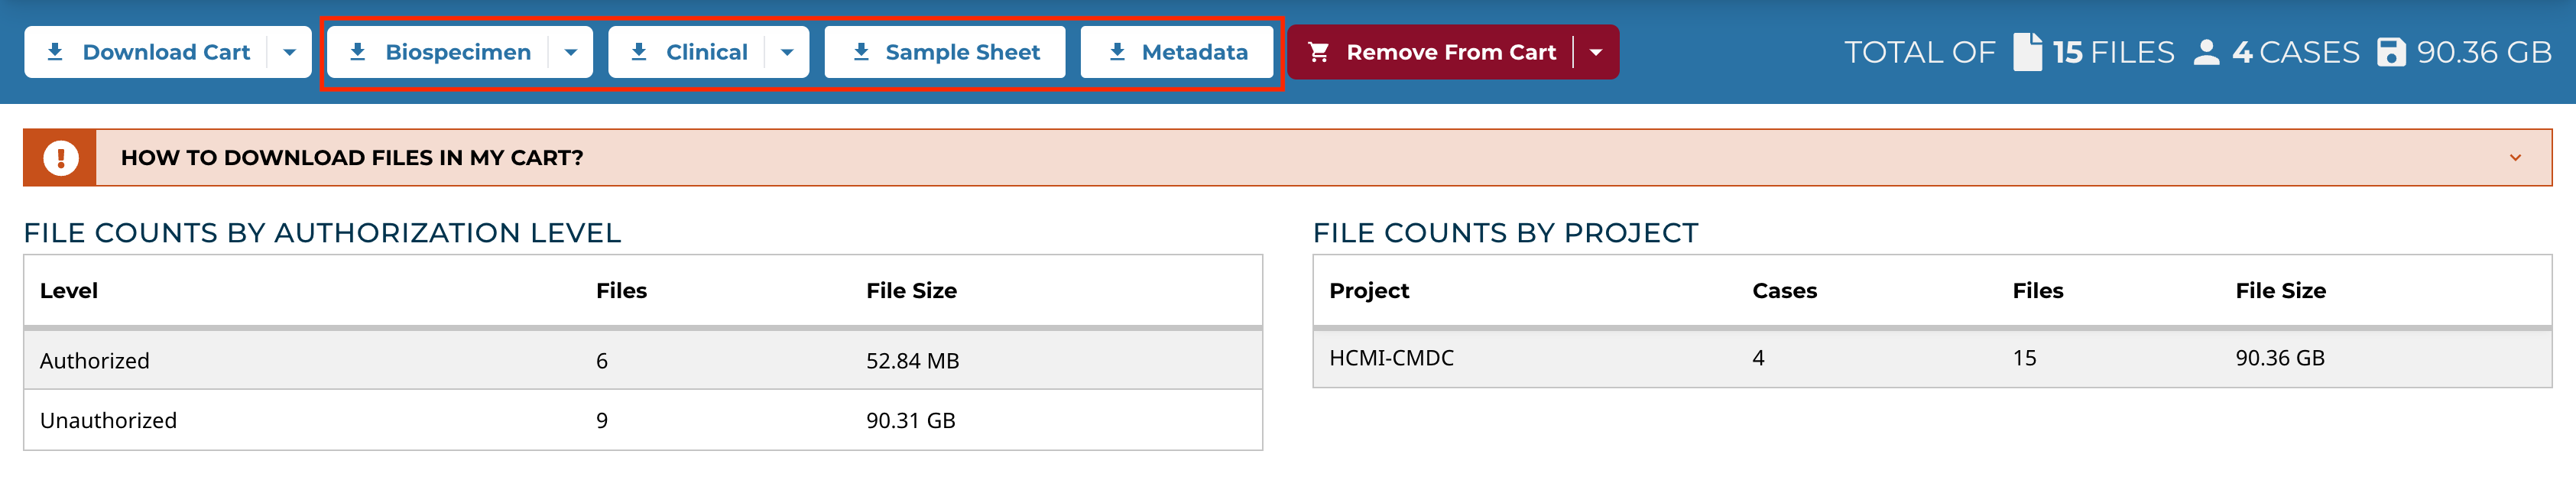 Download Cart Biospecimen Clinical Sample Sheet Metadata Remove From Cart TOTAL OF 15 FILES 4 CASES 90.36 GB
HOW TO DOWNLOAD FILES IN MY CART?
FILE COUNTS BY AUTHORIZATION LEVEL
Level Files File Size
Authorized 6 52.84 MB
Unauthorized 9 90.31 GB
FILE COUNTS BY PROJECT
Project Cases Files File Size
HCMI-CMDC 4 15 90.36 GB